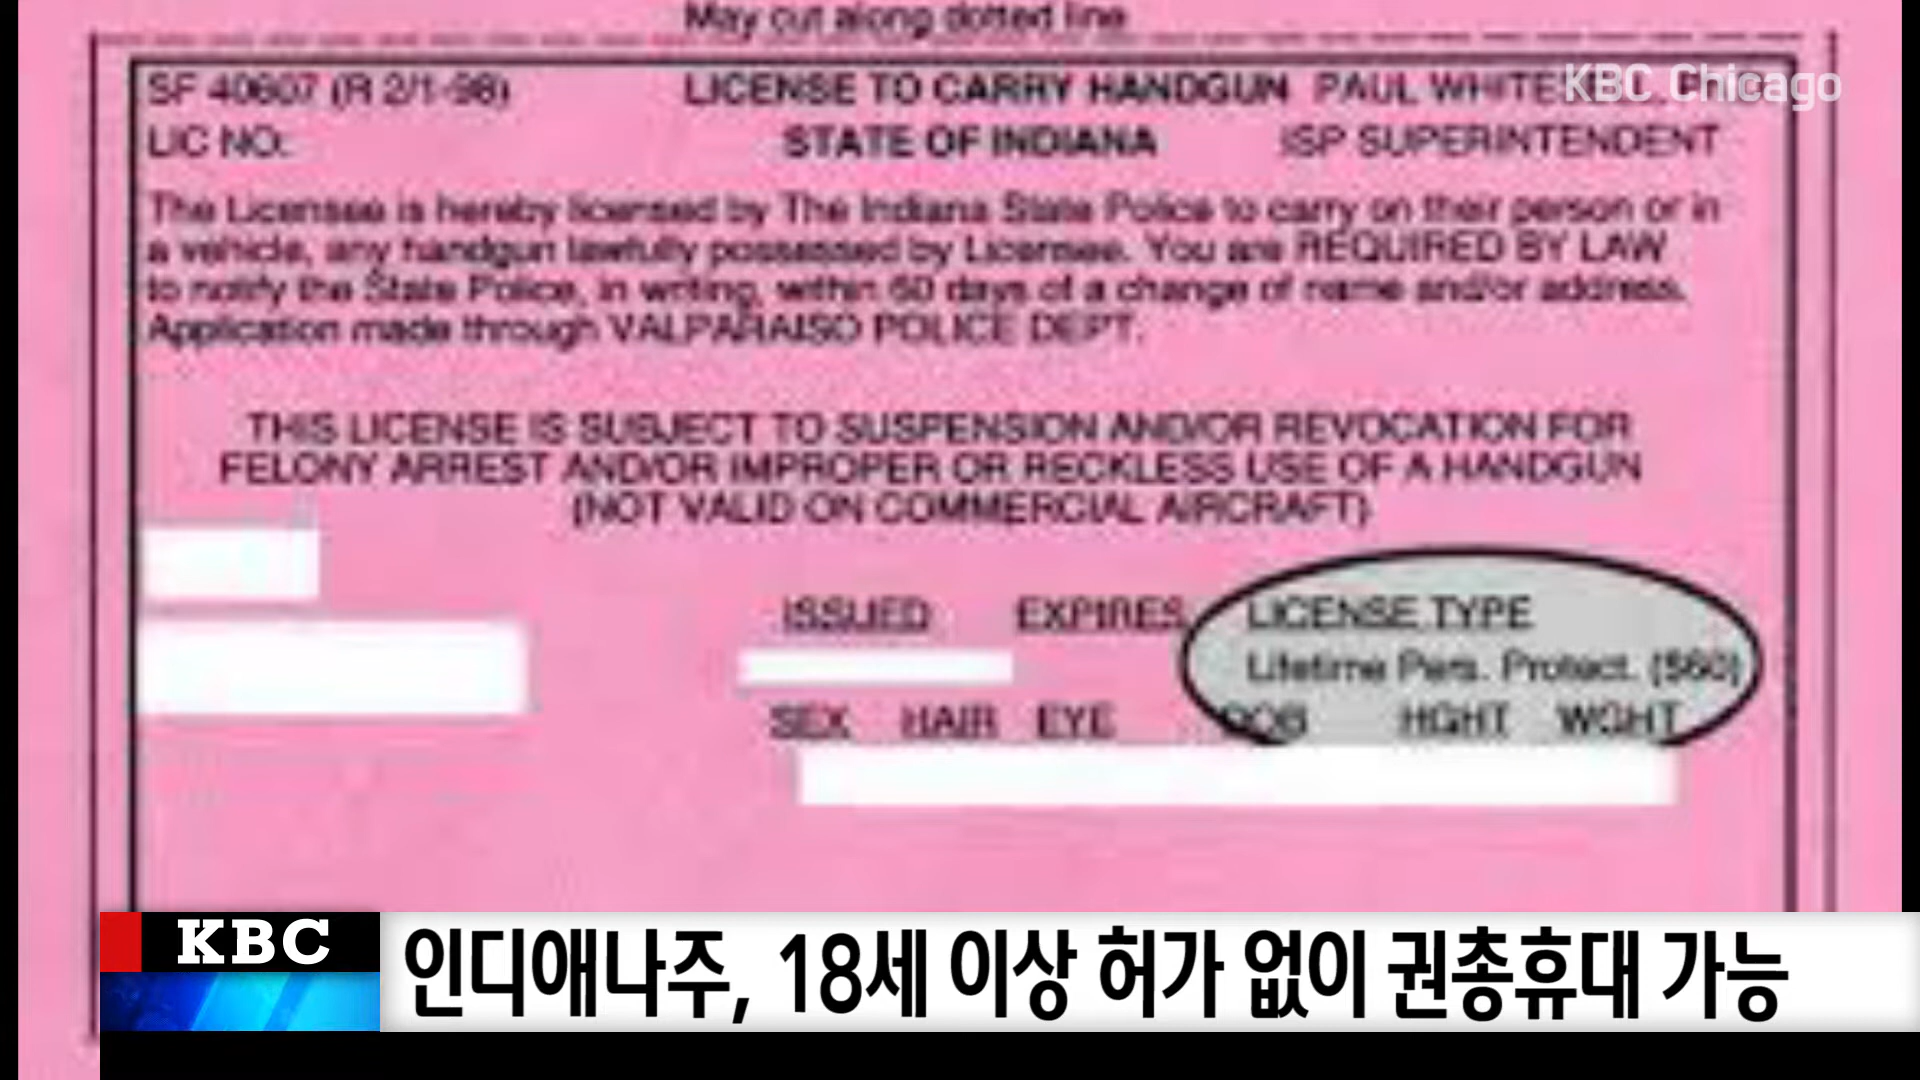 May cut along dotted line
SF 40607 (R 2/1-98) LICENSE TO CARRY HANDGUN PAUL
KBC Chicago
LIC NO: STATE OF INDIANA ISP SUPERINTENDENT
The Licensee is hereby licensed by The Indiana State Police to carry on their person or in
a vehicle, any handgun lawfully possessed by Licensee. You are REQUIRED BY LAW
to notify the State Police, in writing, within 60 days of a change of name and/or address.
Application made through VALPARAISO POLICE DEPT.
THIS LICENSE IS SUBJECT TO SUSPENSION AND/OR REVOCATION FOR
FELONY ARREST AND/OR IMPROPER OR RECKLESS USE OF A HANDGUN
(NOT VALID ON COMMERCIAL AIRCRAFT)
ISSUED EXPIRES LICENSE TYPE
Lifetime Pers. Protect. ($60)
SEX HAIR EYE DOB HGHT WGHT
KBC
인디애나주, 18세 이상 허가 없이 권총휴대 가능